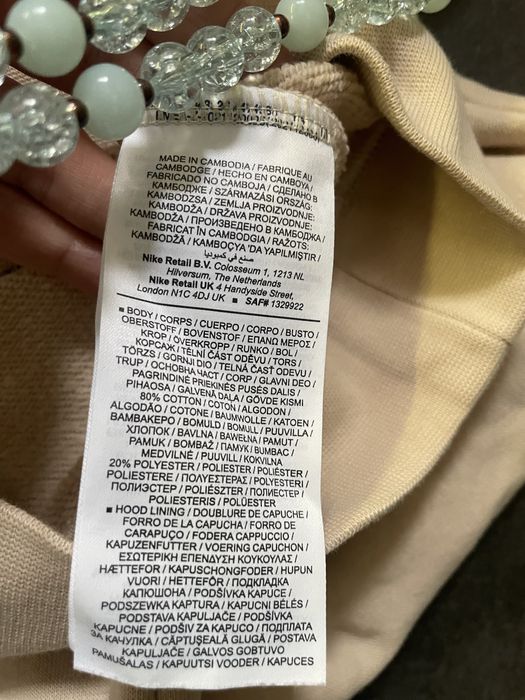 MADE IN CAMBODIA / FABRIQUE AU
CAMBODGE / HECHO EN CAMBOYA /
FABRICADO NO CAMBOJA / СДЕЛАНО В
КАМБОДЖЕ / SZÁRMAZÁSI ORSZÁG:
KAMBODZSA / ZEMLJA PROIZVODNJE:
KAMBODŽA / DRŽAVA PROIZVODNJE:
KAMBODŽA / ПРОИЗВЕДЕНО В КАМБОДЖА /
FABRICAT ÎN CAMBODGIA / RAŽOTS:
KAMBODŽĀ / KAMBOÇYA 'DA YAPILMIŞTIR /
صنع في كمبوديا
Nike Retail B.V. Colosseum 1, 1213 NL
Hilversum, The Netherlands
Nike Retail UK 4 Handyside Street,
London N1C 4DJ UK ■ SAF# 1329922
■ BODY / CORPS / CUERPO / CORPO / BUSTO /
OBERSTOFF / BOVENSTOF / ΕΠΑΝΩ ΜΕΡΟΣ /
KROP / OVERKROPP / RUNKO / BOL /
КОРСАЖ / TĚLNÍ ČÁST ODĚVU / TORS /
TÖRZS / GORNJI DIO / TELNÁ ČASŤ ODEVU /
TRUP / ОСНОВНА ЧАСТ / CORP / GLAVNI DEO /
PAGRINDINĖ PRIEKINĖS PUSĖS DALIS /
PIHAOSA / GALVENĀ DAĻA / GÖVDE KISMI
80% COTTON / COTON / ALGODON /
ALGODÃO / COTONE / BAUMWOLLE / KATOEN /
ΒΑΜΒΑΚΕΡΟ / BOMULD / BOMULL / PUUVILLA /
ХЛОПОК / BAVLNA / BAWEŁNA / PAMUT /
PAMUK / BOMBAŽ / ПАМУК / BUMBAC /
MEDVILNĖ / PUUVILL / KOKVILNA
20% POLYESTER / POLIESTER / POLIÉSTER /
POLIESTERE / ΠΟΛΥΕΣΤΕΡΑΣ / POLYESTERI /
ПОЛИЭСТЕР / POLIÉSZTER / ПОЛИЕСТЕР /
POLIESTERIS / POLÜESTER
■ HOOD LINING / DOUBLURE DE CAPUCHE /
FORRO DE LA CAPUCHA / FORRO DE
CARAPUÇO / FODERA CAPPUCCIO /
KAPUZENFUTTER / VOERING CAPUCHON /
ΕΣΩΤΕΡΙΚΗ ΕΠΕΝΔΥΣΗ ΚΟΥΚΟΥΛΑΣ /
HÆTTEFOR / KAPUSCHONGFODER / HUPUN
VUORI / HETTEFÔR / ПОДКЛАДКА
КАПЮШОНА / PODŠÍVKA KAPUCE /
PODSZEWKA KAPTURA / KAPUCNI BÉLÉS /
PODSTAVA KAPULJAČE / PODŠÍVKA
KAPUCNE / PODŠIV ZA KAPUCO / ПОДПЛАТА
ЗА КАЧУЛКА / CĂPTUȘEALĂ GLUGĂ / POSTAVA
KAPULJAČE / GALVOS GOBTUVO
PAMUŠALAS / KAPUUTSI VOODER / KAPUCES